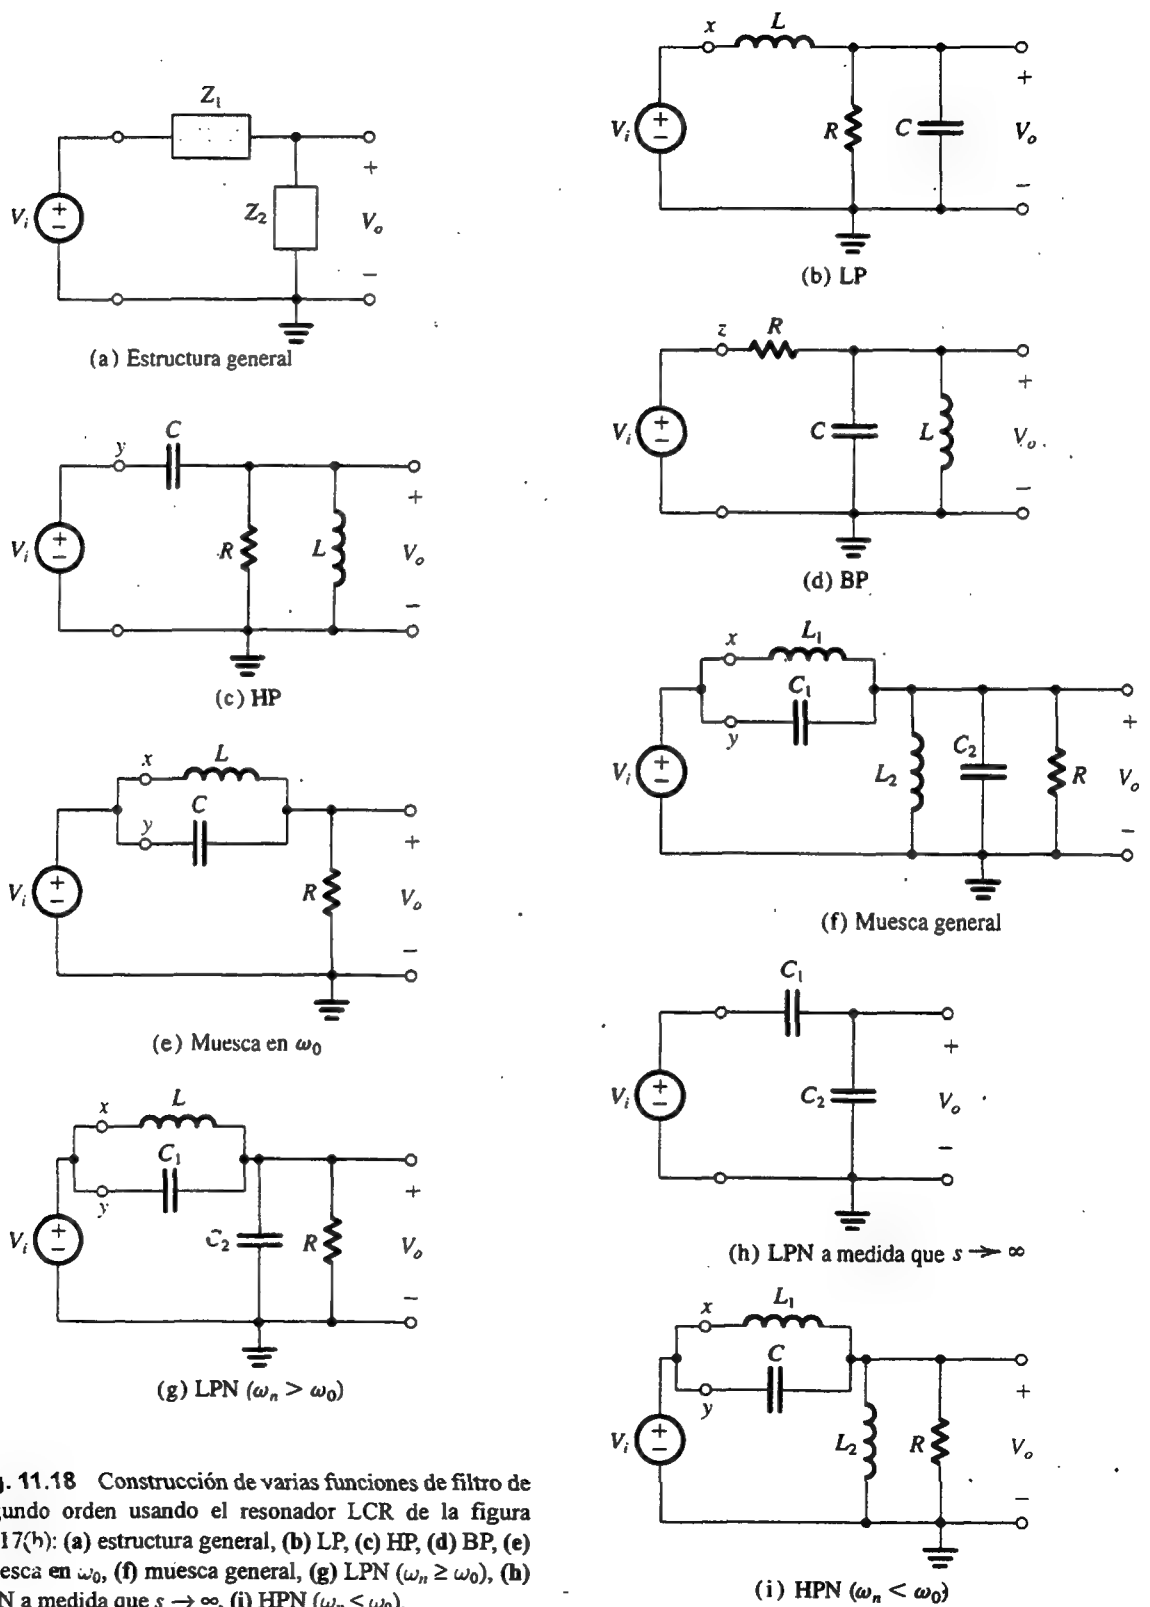 Z₁
Z₂
Vᵢ
+
−
+
Vₒ
−
(a) Estructura general
x
L
Vᵢ
+
−
R
C
+
Vₒ
−
(b) LP
y
C
Vᵢ
+
−
R
L
+
Vₒ
−
(c) HP
z
R
Vᵢ
+
−
C
L
+
Vₒ
−
(d) BP
x
L
C
y
Vᵢ
+
−
R
+
Vₒ
−
(e) Muesca en ω₀
x
L₁
C₁
y
Vᵢ
+
−
L₂
C₂
R
+
Vₒ
−
(f) Muesca general
x
L
C₁
y
Vᵢ
+
−
C₂
R
+
Vₒ
−
(g) LPN (ωₙ > ω₀)
C₁
Vᵢ
+
−
C₂
+
Vₒ
−
(h) LPN a medida que s → ∞
x
L₁
C
y
Vᵢ
+
−
L₂
R
+
Vₒ
−
(i) HPN (ωₙ < ω₀)
. 11.18 Construcción de varias funciones de filtro de
gundo orden usando el resonador LCR de la figura
17(b): (a) estructura general, (b) LP, (c) HP, (d) BP, (e)
esca en ω₀, (f) muesca general, (g) LPN (ωₙ ≥ ω₀), (h)
N a medida que s → ∞, (i) HPN (ωₙ < ω₀).